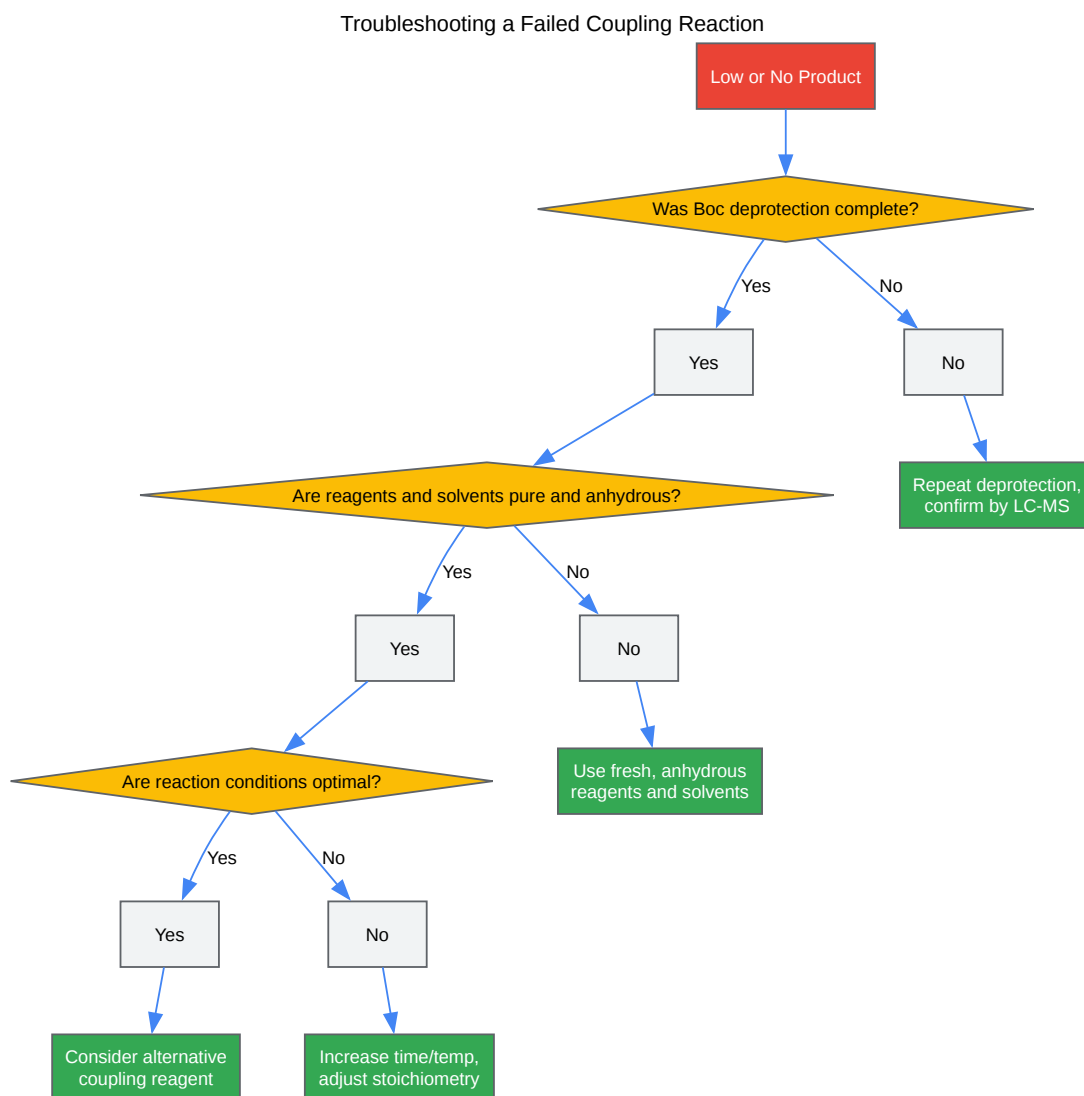 Troubleshooting a Failed Coupling Reaction
Low or No Product
Was Boc deprotection complete?
Yes
No
Yes
No
Are reagents and solvents pure and anhydrous?
Repeat deprotection,
confirm by LC-MS
Yes
No
Yes
No
Are reaction conditions optimal?
Use fresh, anhydrous
reagents and solvents
Yes
No
Yes
No
Consider alternative
coupling reagent
Increase time/temp,
adjust stoichiometry